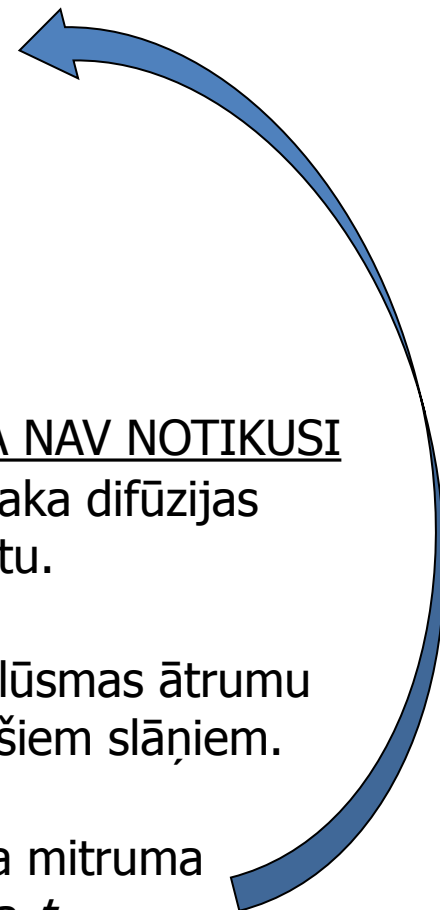 A NAV NOTIKUSI
aka difūzijas
tu.
lūsmas ātrumu
šiem slāņiem.
a mitruma